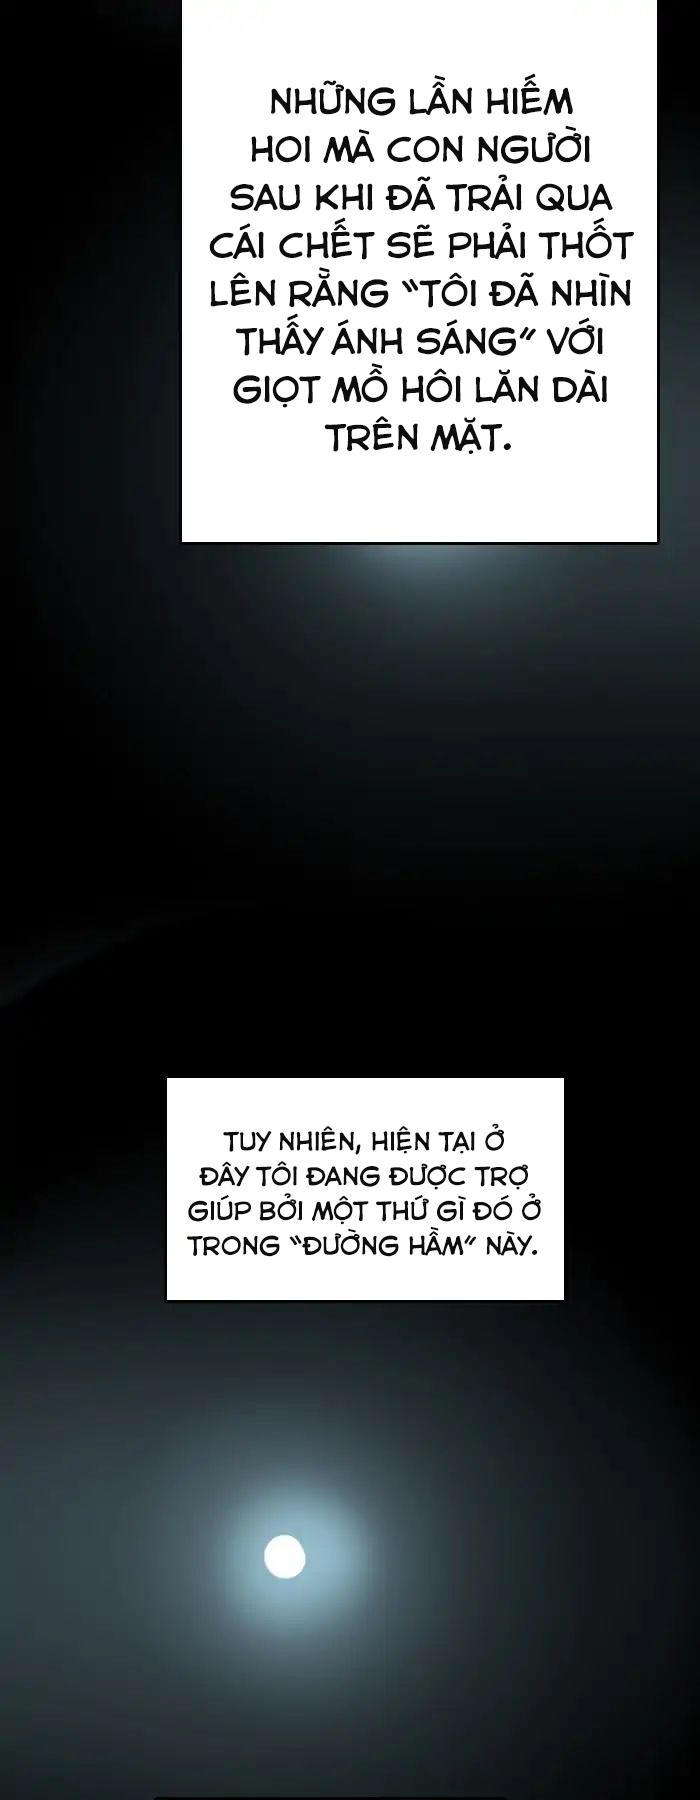 NHỮNG LẦN HIẾM
HOI MÀ CON NGƯỜI
SAU KHI ĐÃ TRẢI QUA
CÁI CHẾT SẼ PHẢI THỐT
LÊN RẰNG “TÔI ĐÃ NHÌN
THẤY ÁNH SÁNG” VỚI
GIỌT MỒ HÔI LĂN DÀI
TRÊN MẶT.
TUY NHIÊN, HIỆN TẠI Ở
ĐÂY TÔI ĐANG ĐƯỢC TRỢ
GIÚP BỞI MỘT THỨ GÌ ĐÓ Ở
TRONG “ĐƯỜNG HẦM” NÀY.